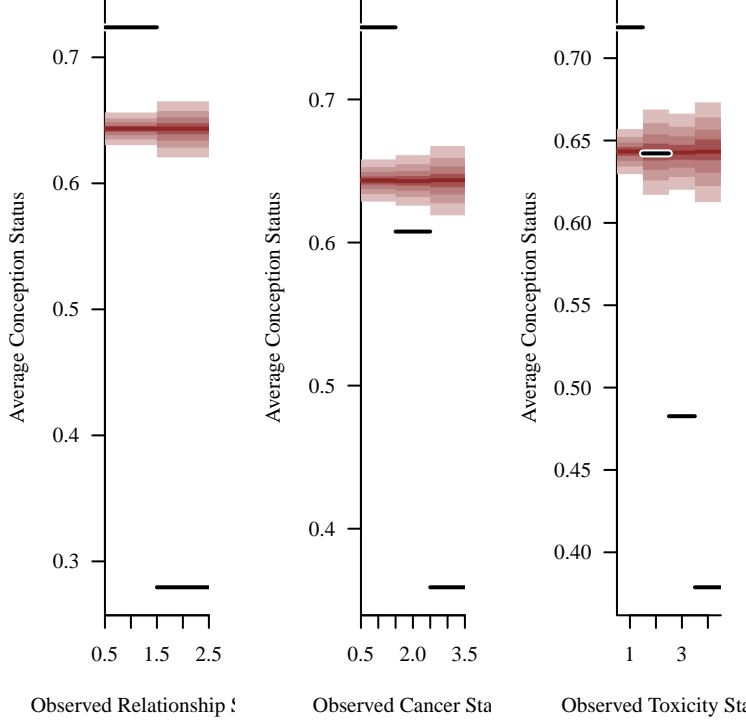 Average Conception Status
0.7
0.6
0.5
0.4
0.3
0.5 1.5 2.5
Observed Relationship
Average Conception Status
0.7
0.6
0.5
0.4
0.5 2.0 3.5
Observed Cancer Sta
Average Conception Status
0.70
0.65
0.60
0.55
0.50
0.45
0.40
1 3
Observed Toxicity Sta